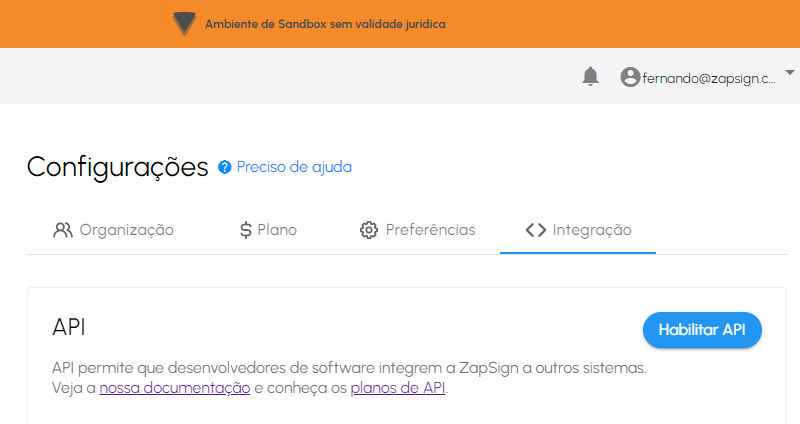 Ambiente de Sandbox sem validade jurídica
fernando@zapsign.c...
Configurações Preciso de ajuda
Organização Plano Preferências Integração
API Habilitar API
API permite que desenvolvedores de software integrem a ZapSign a outros sistemas.
Veja a nossa documentação e conheça os planos de API.